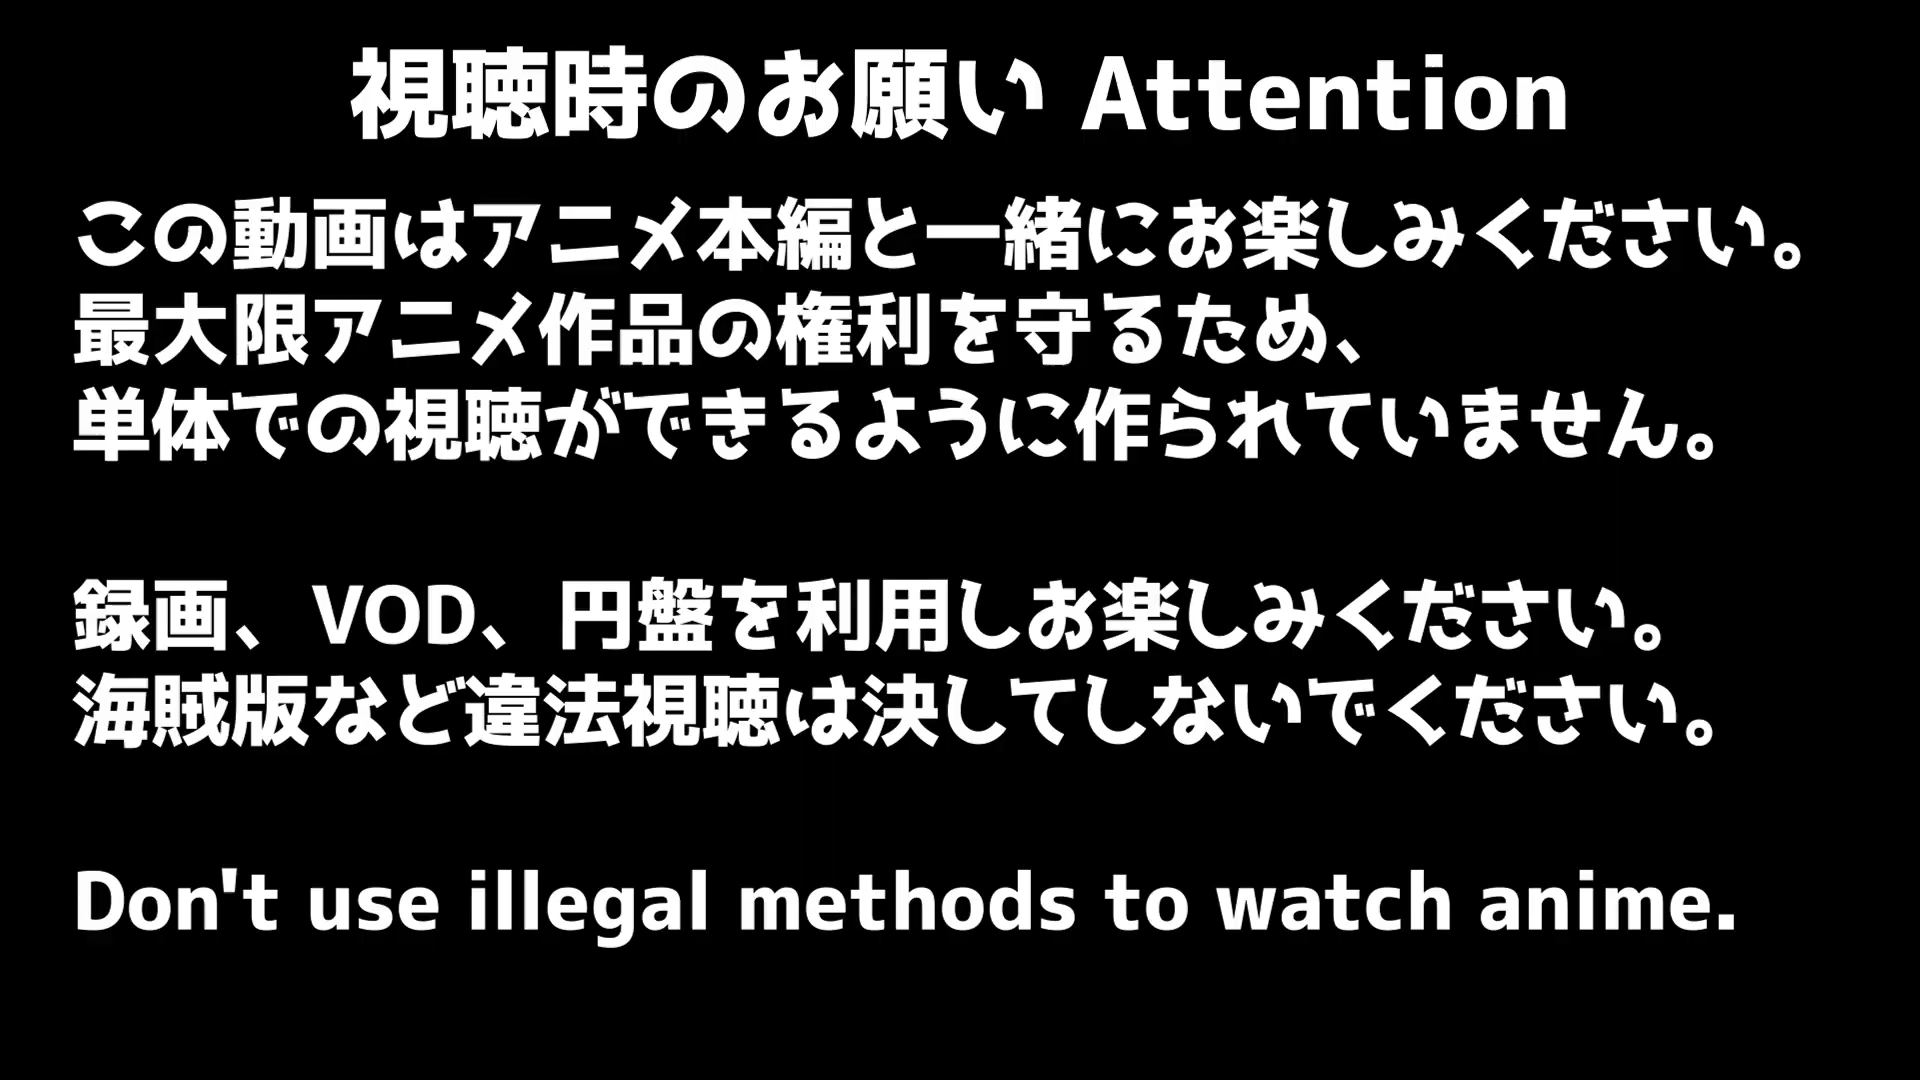 視聴時のお願い Attention
この動画はアニメ本編と一緒にお楽しみください。
最大限アニメ作品の権利を守るため、
単体での視聴ができるように作られていません。
録画、VOD、円盤を利用しお楽しみください。
海賊版など違法視聴は決してしないでください。
Don't use illegal methods to watch anime.